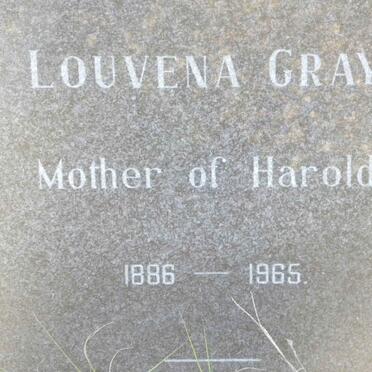 LOUVENA GRAY
Mother of Harold
1886 — 1965.